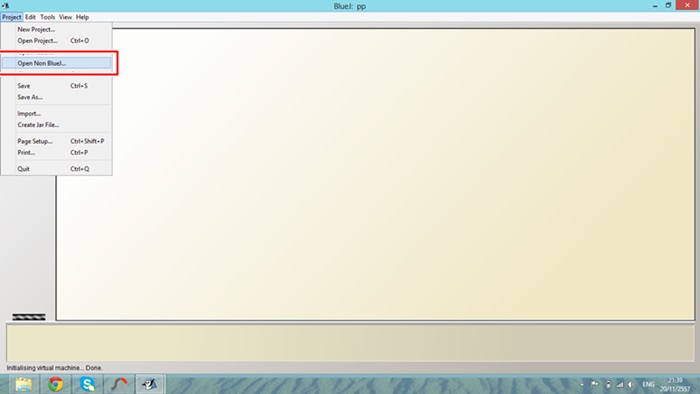 BlueJ: pp
Project Edit Tools View Help
New Project...
Open Project... Ctrl+O
Open Non BlueJ...
Save Ctrl+S
Save As...
Import...
Create Jar File...
Page Setup... Ctrl+Shift+P
Print... Ctrl+P
Quit Ctrl+Q
Initialising virtual machine... Done.
ENG
21:39
20/11/2557